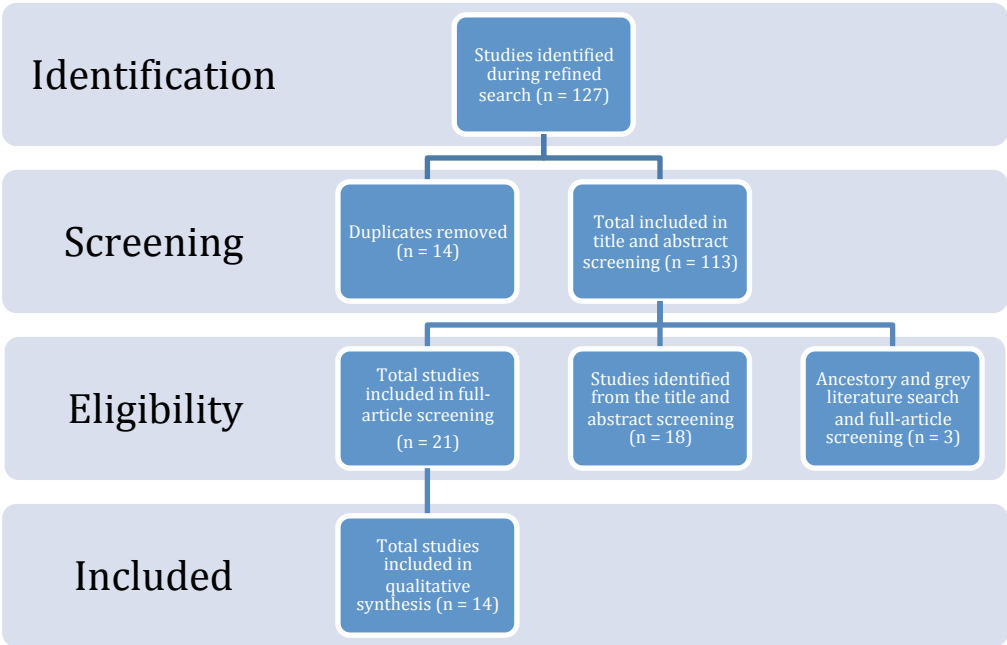 Identification
Studies identified
during refined
search (n = 127)
Screening
Duplicates removed
(n = 14)
Total included in
title and abstract
screening (n = 113)
Eligibility
Total studies
included in full-
article screening
(n = 21)
Studies identified
from the title and
abstract screening
(n = 18)
Ancestory and grey
literature search
and full-article
screening (n = 3)
Included
Total studies
included in
qualitative
synthesis (n = 14)